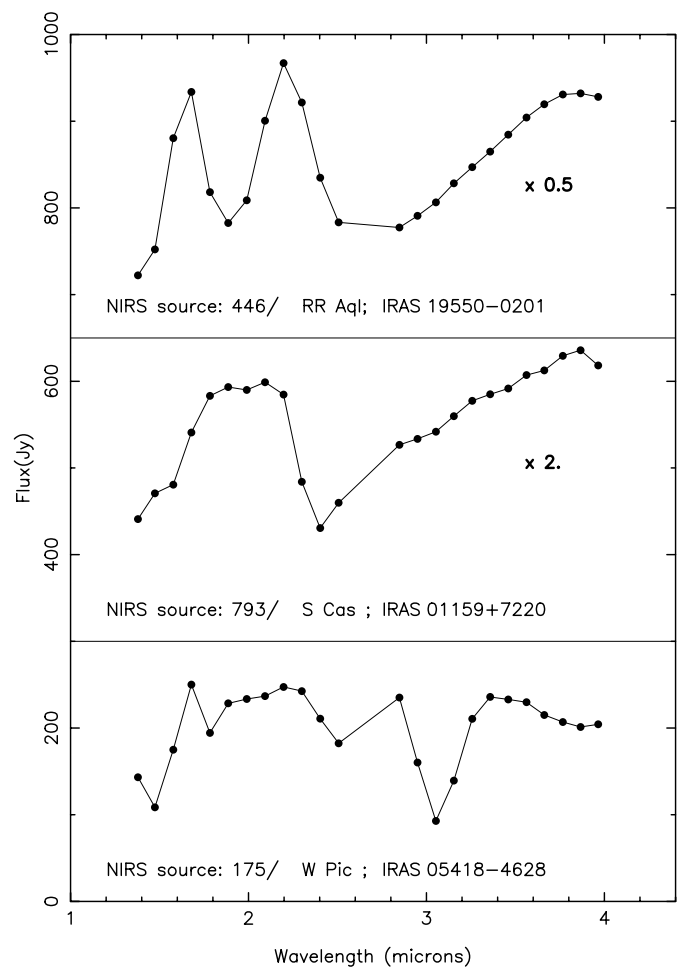 1000
800
600
400
200
0
Flux(Jy)
x 0.5
NIRS source: 446/ RR Aql; IRAS 19550−0201
x 2.
NIRS source: 793/ S Cas ; IRAS 01159+7220
NIRS source: 175/ W Pic ; IRAS 05418−4628
1 2 3 4
Wavelength (microns)